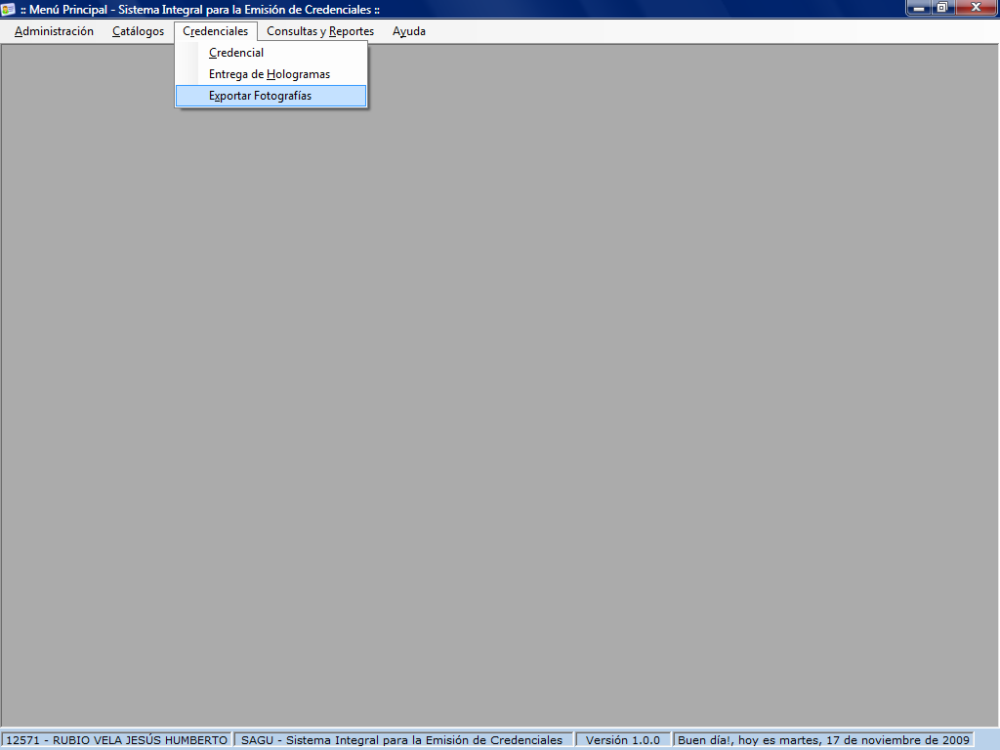 :: Menú Principal - Sistema Integral para la Emisión de Credenciales ::
Administración Catálogos Credenciales Consultas y Reportes Ayuda
Credencial
Entrega de Hologramas
Exportar Fotografías
12571 - RUBIO VELA JESÚS HUMBERTO SAGU - Sistema Integral para la Emisión de Credenciales Versión 1.0.0 Buen día!, hoy es martes, 17 de noviembre de 2009